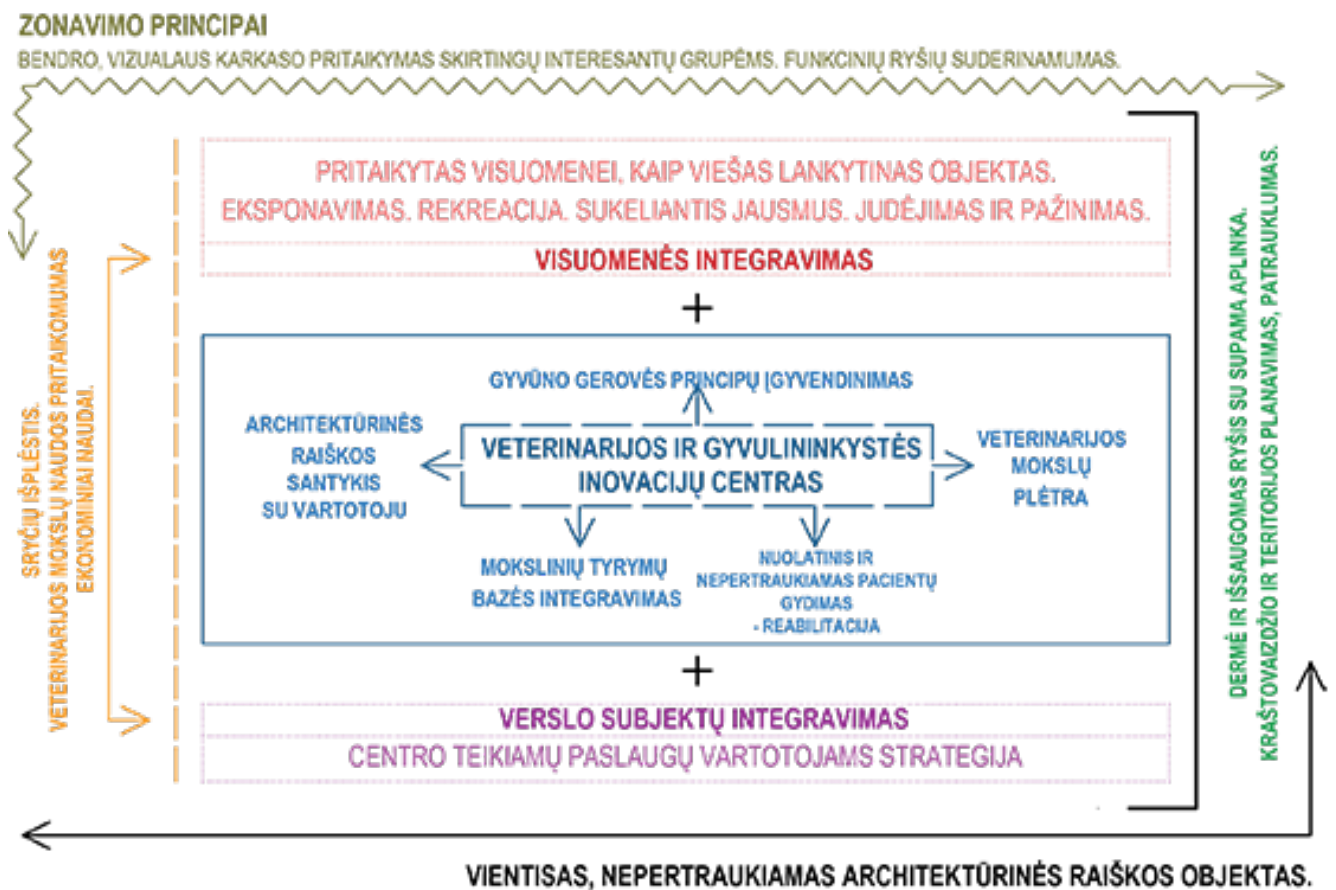 ZONAVIMO PRINCIPAI
BENDRO, VIZUALAUS KARKASO PRITAIKYMAS SKIRTINGŲ INTERESANTŲ GRUPĖMS. FUNKCINIŲ RYŠIŲ SUDERINAMUMAS.
PRITAIKYTAS VISUOMENEI, KAIP VIEŠAS LANKYTINAS OBJEKTAS.
EKSPONAVIMAS. REKREACIJA. SUKELIANTIS JAUSMUS. JUDĖJIMAS IR PAŽINIMAS.
VISUOMENĖS INTEGRAVIMAS
+
SRYČIŲ IŠPLĖSTIS.
VETERINARIJOS MOKSLŲ NAUDOS PRITAIKOMUMAS
EKONOMINIAI NAUDAI.
GYVŪNO GEROVĖS PRINCIPŲ ĮGYVENDINIMAS
ARCHITEKTŪRINĖS
RAIŠKOS
SANTYKIS
SU VARTOTOJU
VETERINARIJOS IR GYVULININKYSTĖS
INOVACIJŲ CENTRAS
VETERINARIJOS
MOKSLŲ
PLĖTRA
MOKSLINIŲ TYRYMŲ
BAZĖS INTEGRAVIMAS
NUOLATINIS IR
NEPERTRAUKIAMAS PACIENTŲ
GYDIMAS
- REABILITACIJA
+
VERSLO SUBJEKTŲ INTEGRAVIMAS
CENTRO TEIKIAMŲ PASLAUGŲ VARTOTOJAMS STRATEGIJA
DERMĖ IR IŠSAUGOMAS RYŠIS SU SUPAMA APLINKA.
KRAŠTOVAIZDŽIO IR TERITORIJOS PLANAVIMAS, PATRAUKLUMAS.
VIENTISAS, NEPERTRAUKIAMAS ARCHITEKTŪRINĖS RAIŠKOS OBJEKTAS.